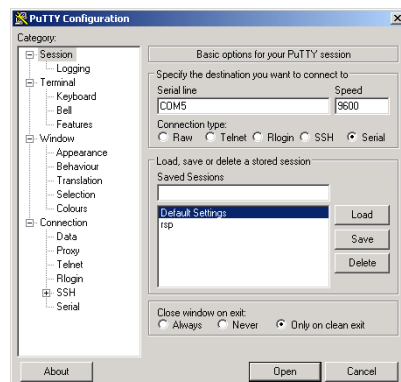 PuTTY Configuration
Category:
Session
Logging
Terminal
Keyboard
Bell
Features
Window
Appearance
Behaviour
Translation
Selection
Colours
Connection
Data
Proxy
Telnet
Rlogin
SSH
Serial
Basic options for your PuTTY session
Specify the destination you want to connect to
Serial line Speed
COM5 9600
Connection type:
Raw Telnet Rlogin SSH Serial
Load, save or delete a stored session
Saved Sessions
Default Settings
rsp
Load
Save
Delete
Close window on exit:
Always Never Only on clean exit
About Open Cancel